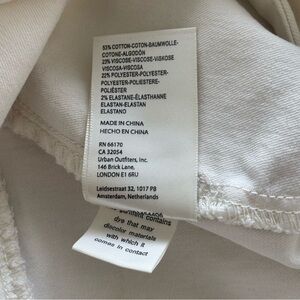 53% COTTON-COTON-BAUMWOLLE-
COTONE-ALGODÓN
23% VISCOSE-VISCOSE-VISKOSE
VISCOSA-VISCOSA
22% POLYESTER-POLYESTER-
POLYESTER-POLIESTERE-
POLIÉSTER
2% ELASTANE-ÉLASTHANNE
ELASTAN-ELASTAN
ELASTANO
MADE IN CHINA
HECHO EN CHINA
RN 66170
CA 32054
Urban Outfitters, Inc.
146 Brick Lane,
LONDON E1 6RU
Leidsestraat 32, 1017 PB
Amsterdam, Netherlands
garment contains
dye that may
discolor materials
with which it
comes in contact